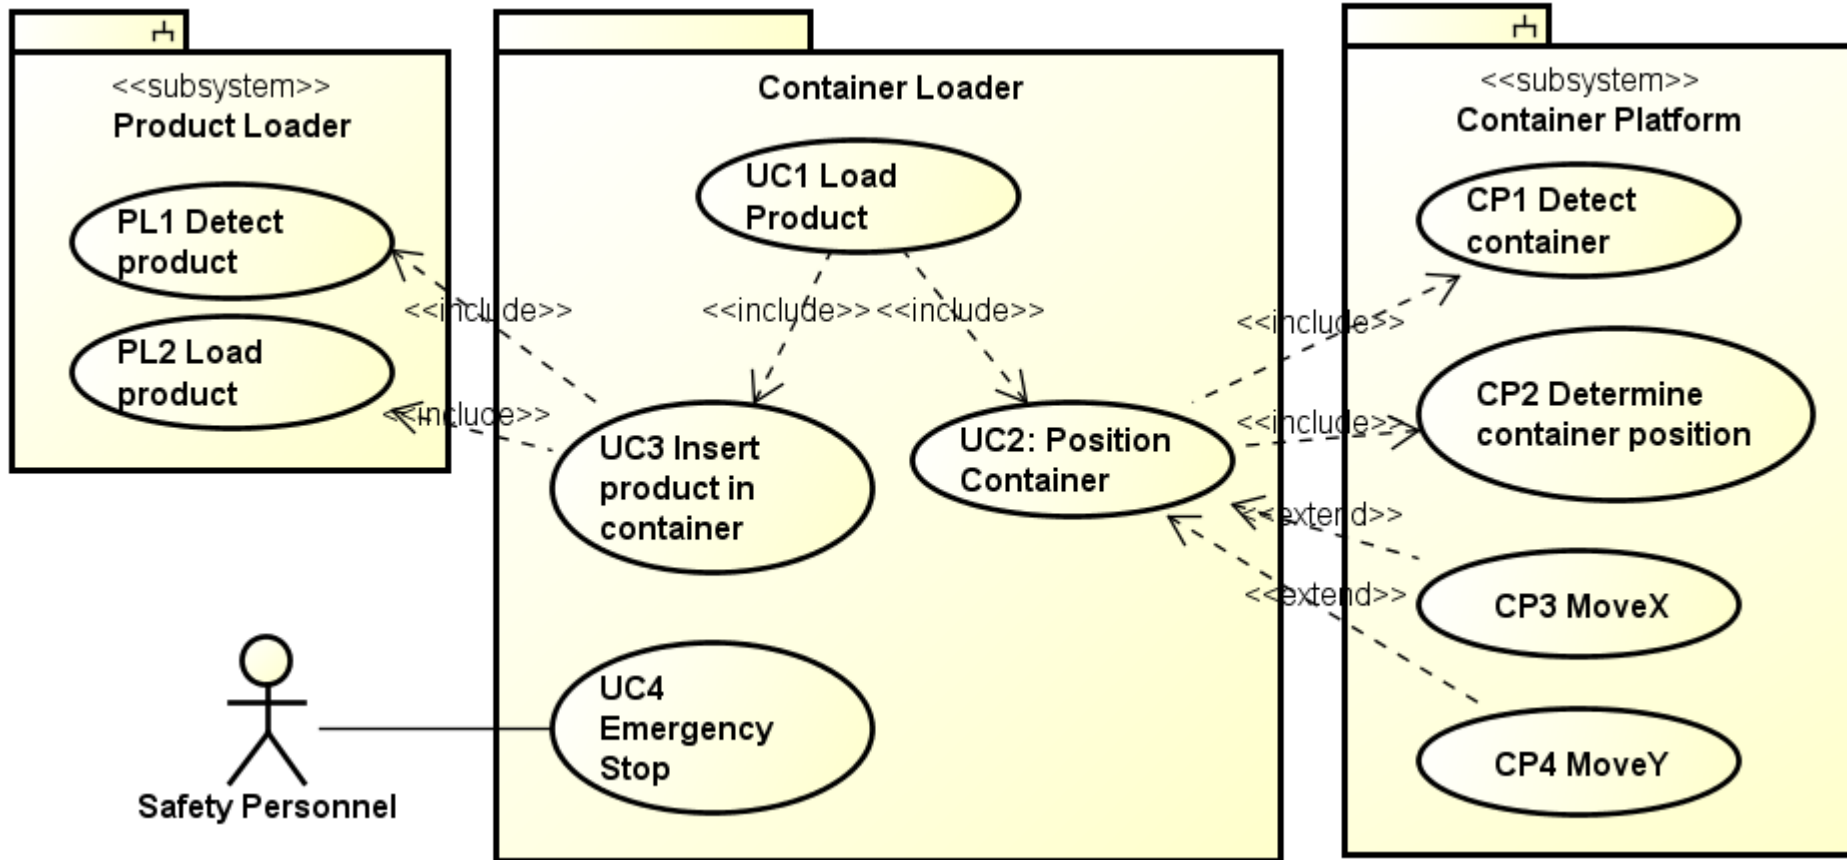 <<subsystem>>
Product Loader
PL1 Detect
product
PL2 Load
product
<<include>>
<<include>>
Container Loader
UC1 Load
Product
<<include>>
<<include>>
UC3 Insert
product in
container
UC2: Position
Container
UC4
Emergency
Stop
Safety Personnel
<<subsystem>>
Container Platform
CP1 Detect
container
<<include>>
CP2 Determine
container position
<<include>>
<<extend>>
CP3 MoveX
<<extend>>
CP4 MoveY